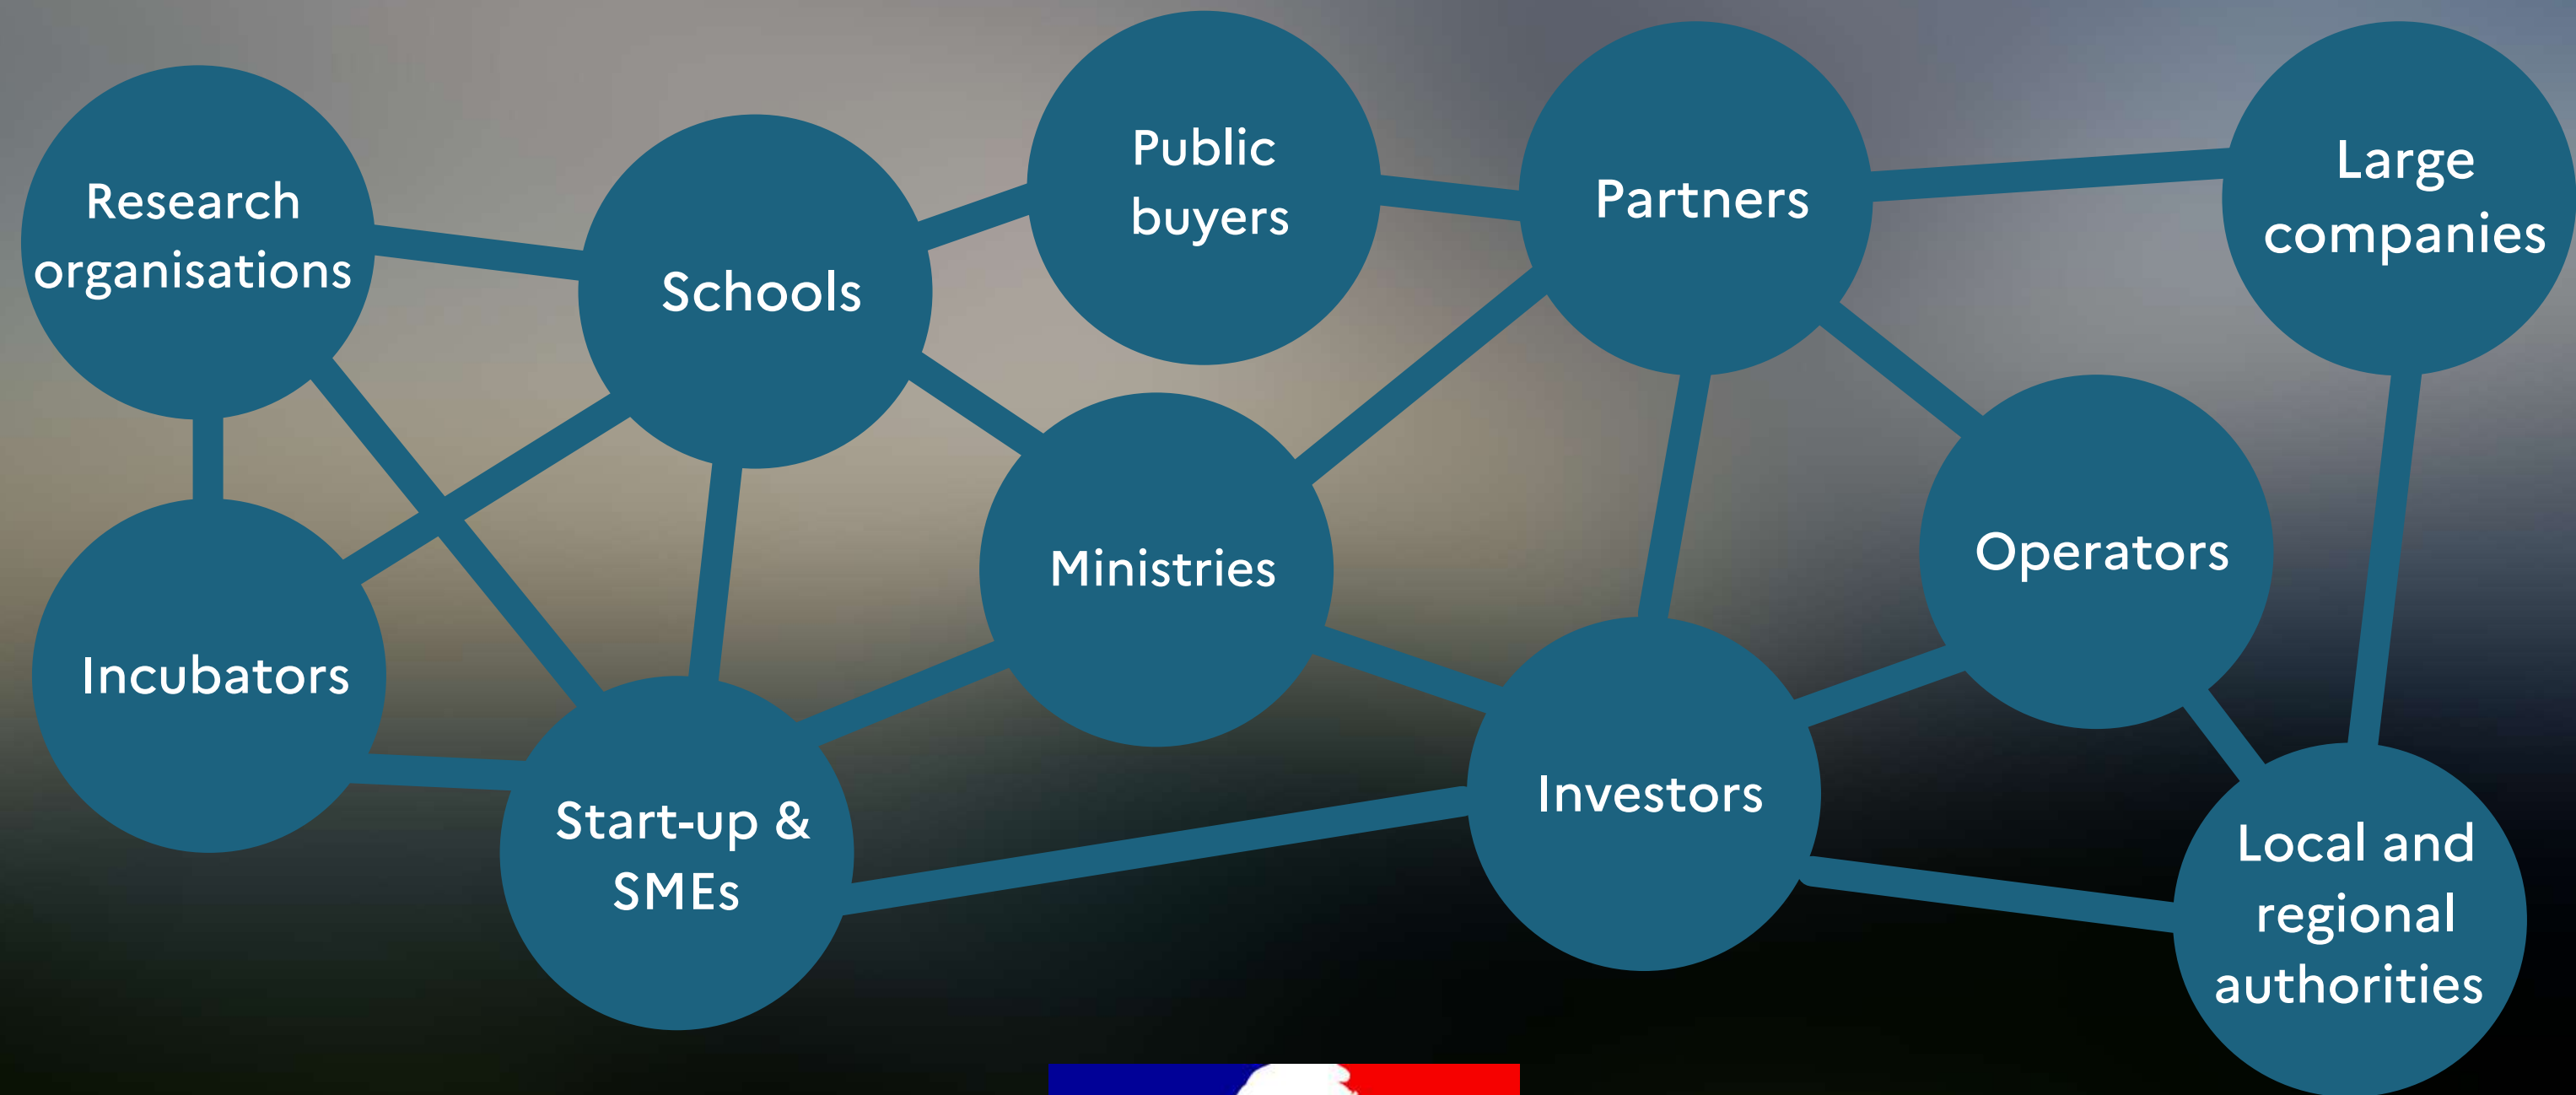 Research
organisations
Schools
Public
buyers
Partners
Large
companies
Incubators
Start-up &
SMEs
Ministries
Investors
Operators
Local and
regional
authorities